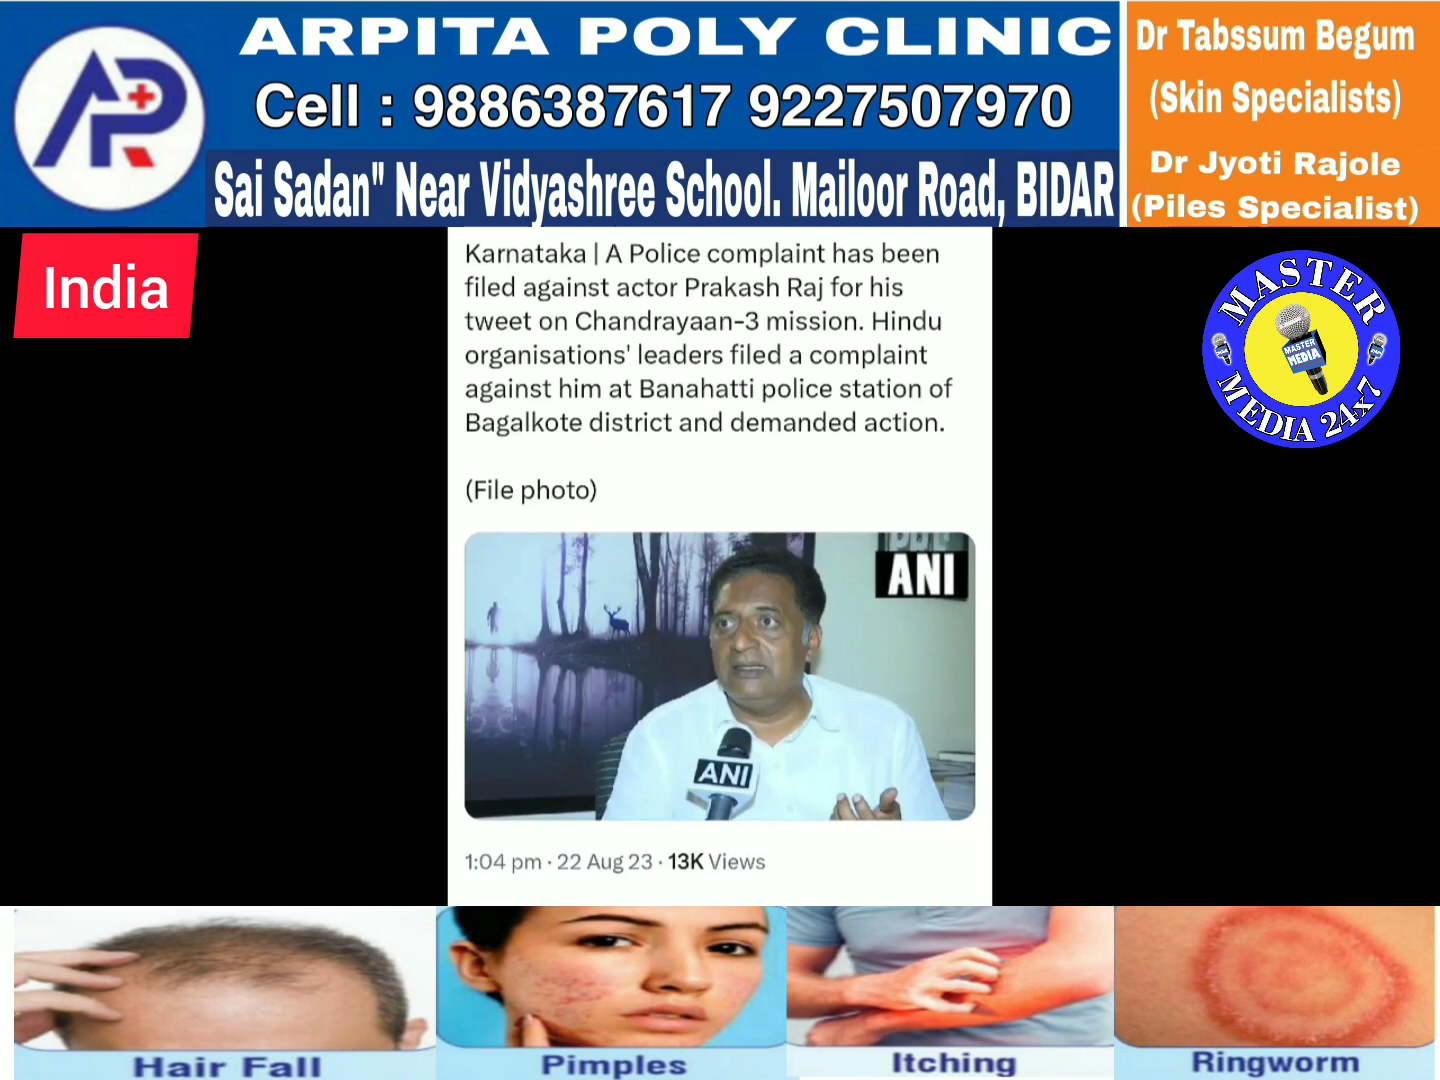 ARPITA POLY CLINIC
Cell : 9886387617 9227507970
Sai Sadan" Near Vidyashree School. Mailoor Road, BIDAR
Dr Tabssum Begum
(Skin Specialists)
Dr Jyoti Rajole
(Piles Specialist)
APR
India
MASTER
MEDIA 24x7
MASTER
MEDIA
Karnataka | A Police complaint has been
filed against actor Prakash Raj for his
tweet on Chandrayaan-3 mission. Hindu
organisations' leaders filed a complaint
against him at Banahatti police station of
Bagalkote district and demanded action.
(File photo)
ANI
ANI
1:04 pm · 22 Aug 23 · 13K Views
Hair Fall
Pimples
Itching
Ringworm